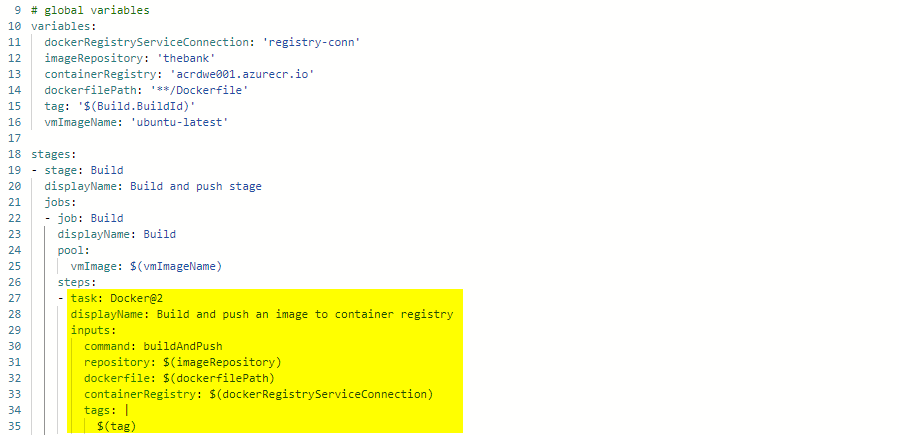 9 # global variables
10 variables:
11 dockerRegistryServiceConnection: 'registry-conn'
12 imageRepository: 'thebank'
13 containerRegistry: 'acrdwe001.azurecr.io'
14 dockerfilePath: '**/Dockerfile'
15 tag: '$(Build.BuildId)'
16 vmImageName: 'ubuntu-latest'
17
18 stages:
19 - stage: Build
20 displayName: Build and push stage
21 jobs:
22 - job: Build
23 displayName: Build
24 pool:
25 vmImage: $(vmImageName)
26 steps:
27 - task: Docker@2
28 displayName: Build and push an image to container registry
29 inputs:
30 command: buildAndPush
31 repository: $(imageRepository)
32 dockerfile: $(dockerfilePath)
33 containerRegistry: $(dockerRegistryServiceConnection)
34 tags: |
35 $(tag)